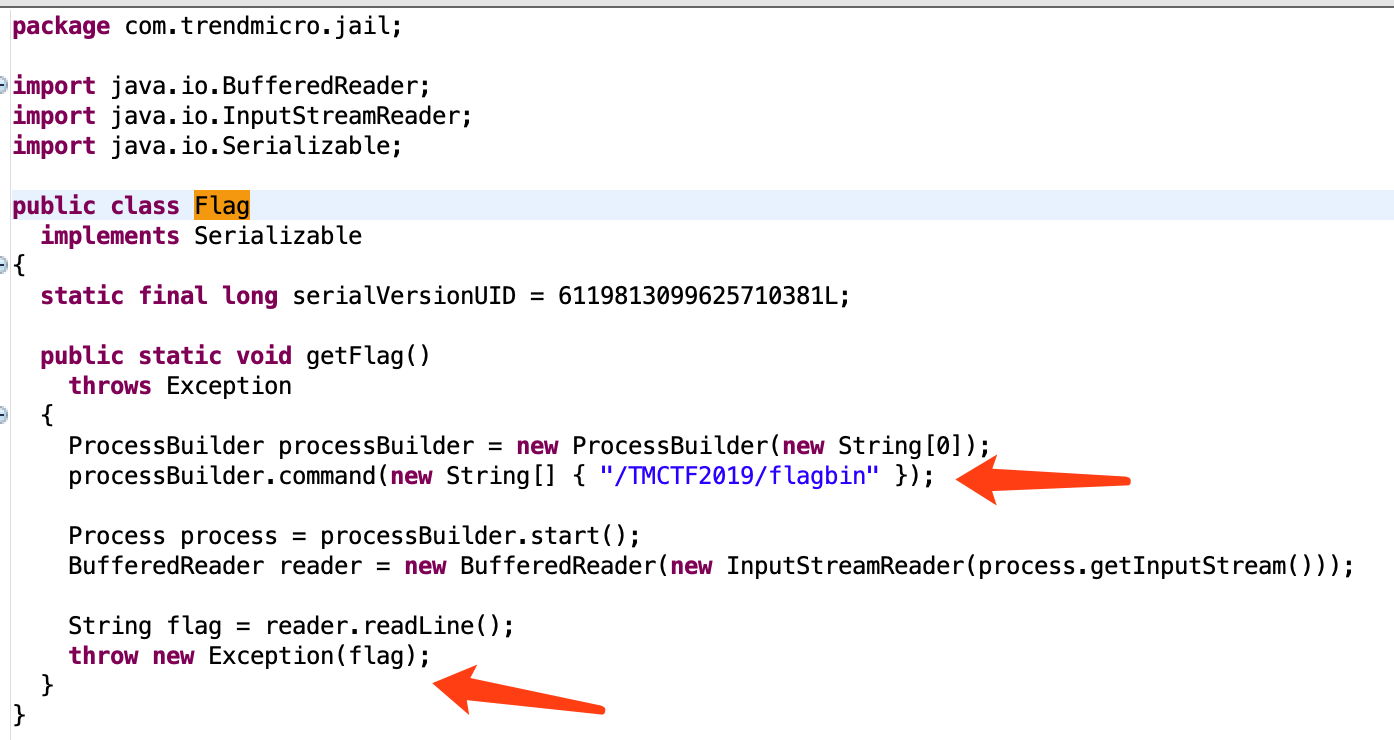 package com.trendmicro.jail;
import java.io.BufferedReader;
import java.io.InputStreamReader;
import java.io.Serializable;
public class Flag
implements Serializable
{
static final long serialVersionUID = 6119813099625710381L;
public static void getFlag()
throws Exception
{
ProcessBuilder processBuilder = new ProcessBuilder(new String[0]);
processBuilder.command(new String[] { "/TMCTF2019/flagbin" });
Process process = processBuilder.start();
BufferedReader reader = new BufferedReader(new InputStreamReader(process.getInputStream()));
String flag = reader.readLine();
throw new Exception(flag);
}
}